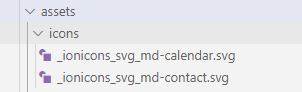 assets
icons
_ionicons_svg_md-calendar.svg
_ionicons_svg_md-contact.svg